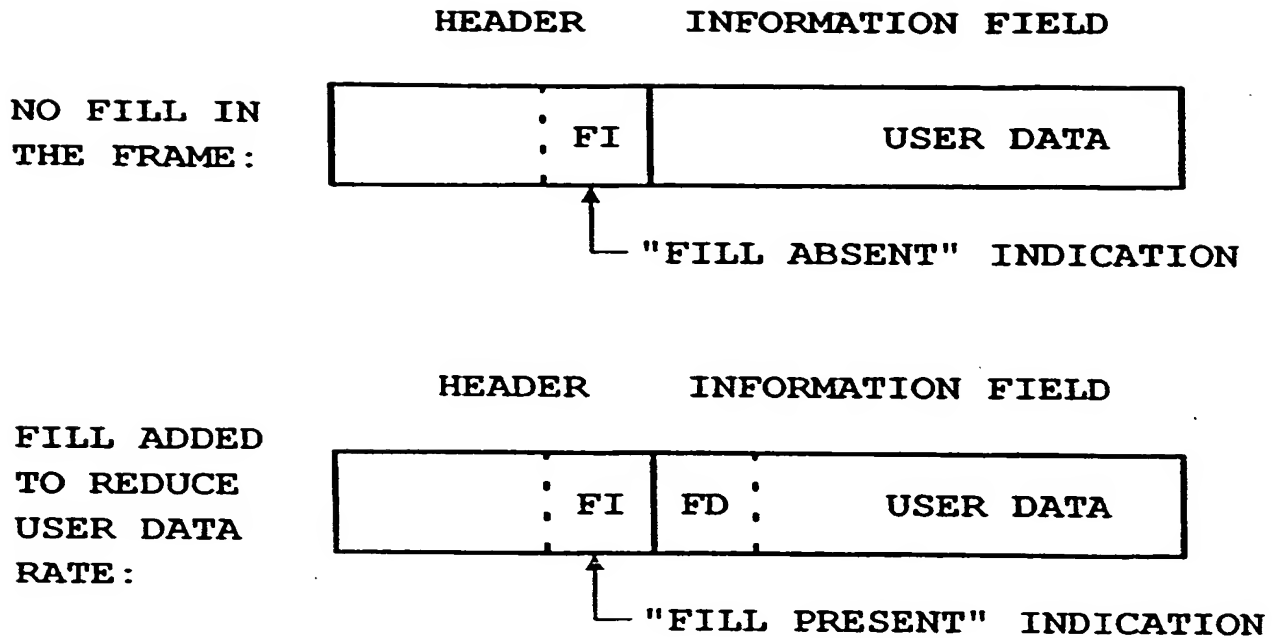 HEADER INFORMATION FIELD
NO FILL IN
THE FRAME:
FI USER DATA
"FILL ABSENT" INDICATION
HEADER INFORMATION FIELD
FILL ADDED
TO REDUCE
USER DATA
RATE:
FI FD USER DATA
"FILL PRESENT" INDICATION